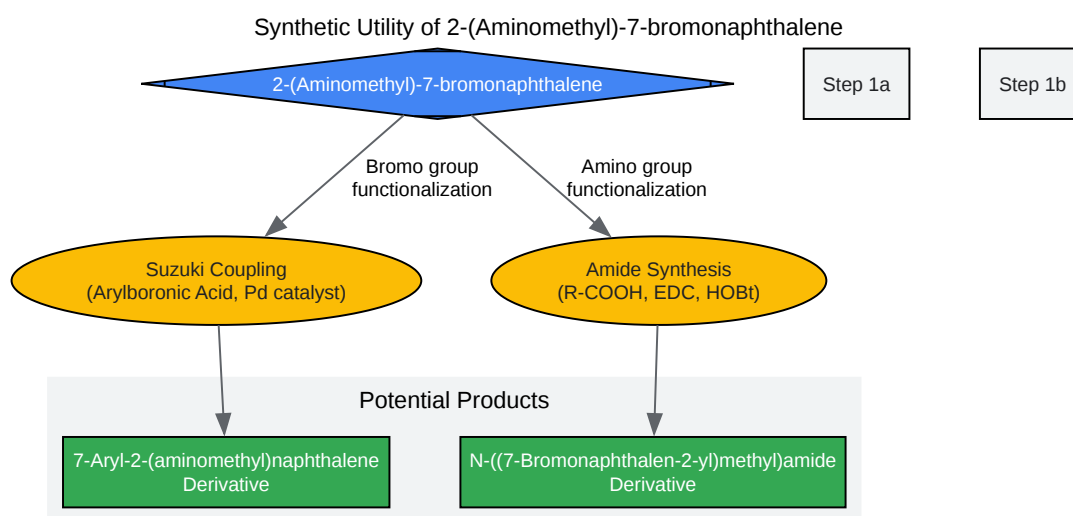 Synthetic Utility of 2-(Aminomethyl)-7-bromonaphthalene
2-(Aminomethyl)-7-bromonaphthalene
Step 1a
Step 1b
Bromo group
functionalization
Amino group
functionalization
Suzuki Coupling
(Arylboronic Acid, Pd catalyst)
Amide Synthesis
(R-COOH, EDC, HOBt)
Potential Products
7-Aryl-2-(aminomethyl)naphthalene
Derivative
N-((7-Bromonaphthalen-2-yl)methyl)amide
Derivative